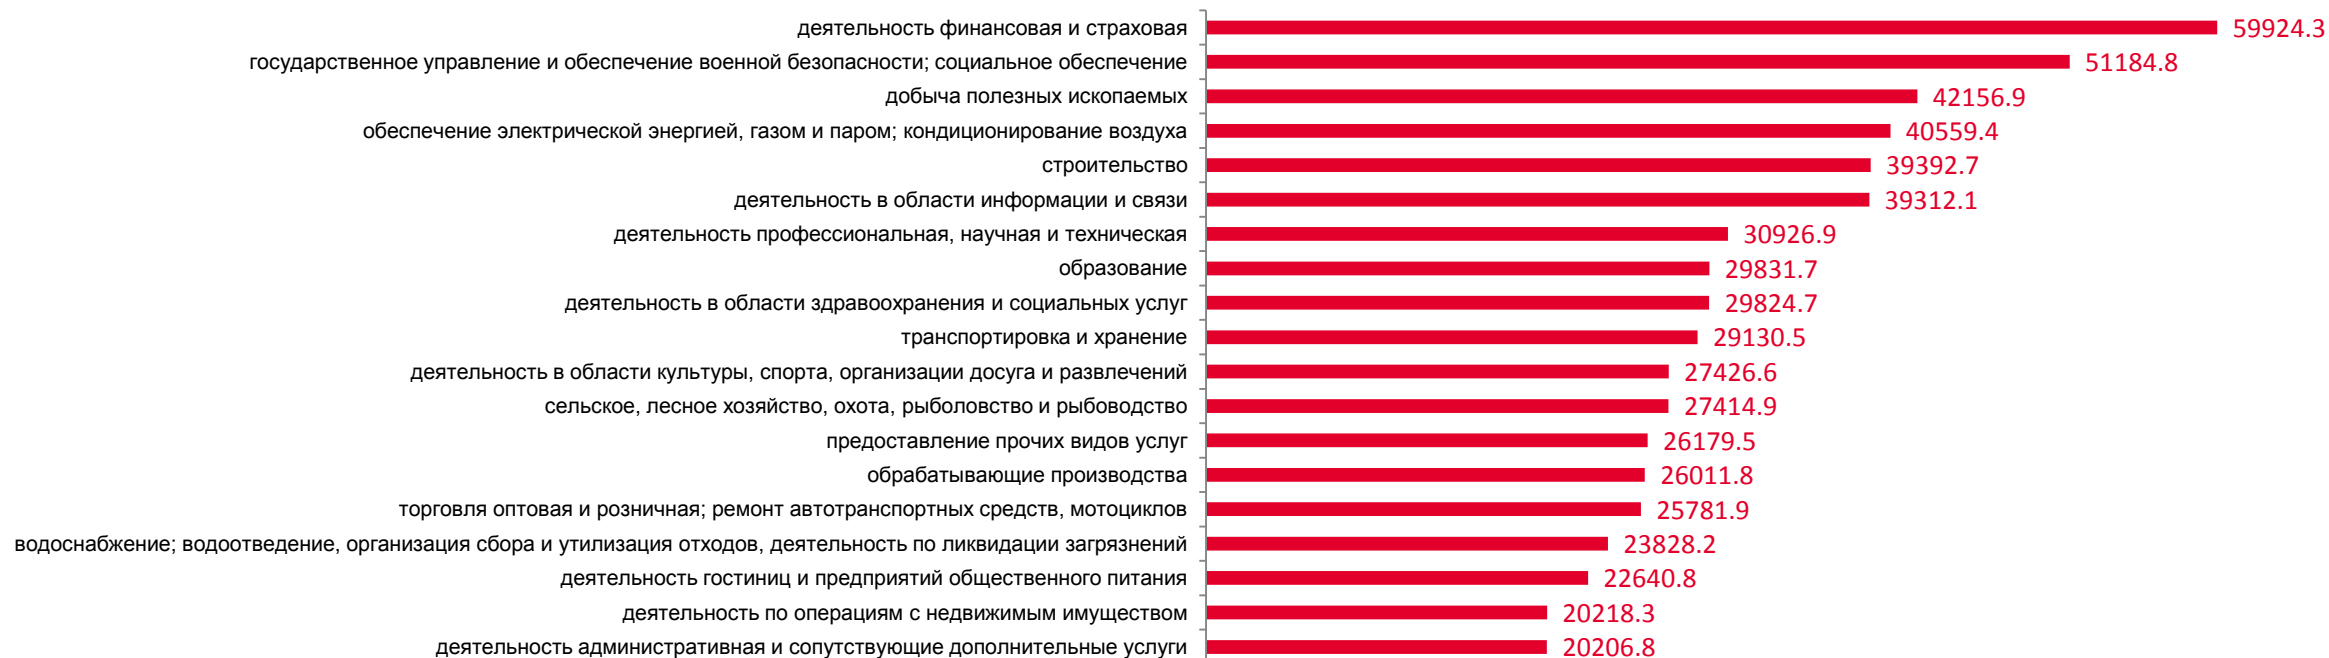 деятельность финансовая и страховая 59924.3
государственное управление и обеспечение военной безопасности; социальное обеспечение 51184.8
добыча полезных ископаемых 42156.9
обеспечение электрической энергией, газом и паром; кондиционирование воздуха 40559.4
строительство 39392.7
деятельность в области информации и связи 39312.1
деятельность профессиональная, научная и техническая 30926.9
образование 29831.7
деятельность в области здравоохранения и социальных услуг 29824.7
транспортировка и хранение 29130.5
деятельность в области культуры, спорта, организации досуга и развлечений 27426.6
сельское, лесное хозяйство, охота, рыболовство и рыбоводство 27414.9
предоставление прочих видов услуг 26179.5
обрабатывающие производства 26011.8
торговля оптовая и розничная; ремонт автотранспортных средств, мотоциклов 25781.9
водоснабжение; водоотведение, организация сбора и утилизация отходов, деятельность по ликвидации загрязнений 23828.2
деятельность гостиниц и предприятий общественного питания 22640.8
деятельность по операциям с недвижимым имуществом 20218.3
деятельность административная и сопутствующие дополнительные услуги 20206.8